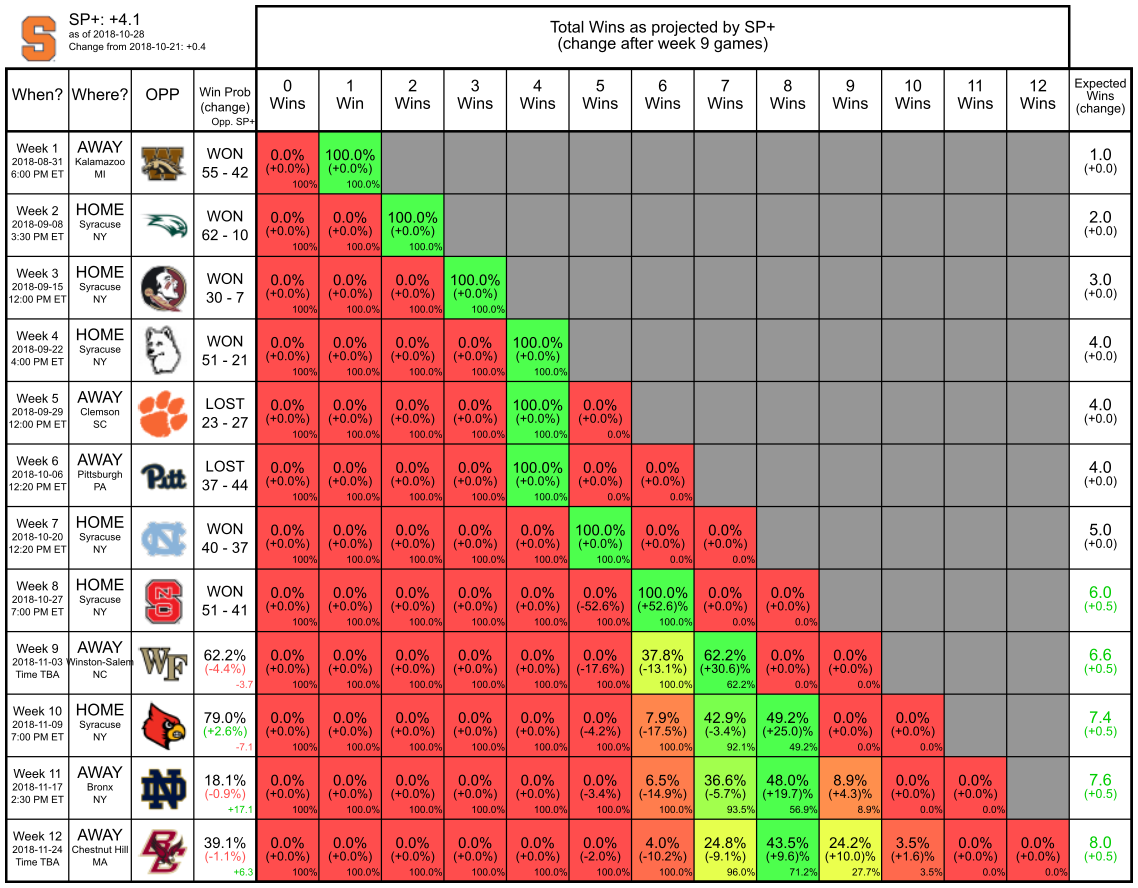 SP+: +4.1
as of 2018-10-28
Change from 2018-10-21: +0.4
Total Wins as projected by SP+
(change after week 9 games)
When? Where? OPP Win Prob (change) Opp. SP+ 0 Wins 1 Win 2 Wins 3 Wins 4 Wins 5 Wins 6 Wins 7 Wins 8 Wins 9 Wins 10 Wins 11 Wins 12 Wins Expected Wins (change)
Week 1 AWAY WON 0.0% 100.0% 1.0
2018-08-31 Kalamazoo 55 - 42 (+0.0%) (+0.0%) (+0.0)
6:00 PM ET MI 100% 100.0%
Week 2 HOME WON 0.0% 0.0% 100.0% 2.0
2018-09-08 Syracuse 62 - 10 (+0.0%) (+0.0%) (+0.0%) (+0.0)
3:30 PM ET NY 100% 100.0% 100.0%
Week 3 HOME WON 0.0% 0.0% 0.0% 100.0% 3.0
2018-09-15 Syracuse 30 - 7 (+0.0%) (+0.0%) (+0.0%) (+0.0%) (+0.0)
12:00 PM ET NY 100% 100.0% 100.0% 100.0%
Week 4 HOME WON 0.0% 0.0% 0.0% 0.0% 100.0% 4.0
2018-09-22 Syracuse 51 - 21 (+0.0%) (+0.0%) (+0.0%) (+0.0%) (+0.0%) (+0.0)
4:00 PM ET NY 100% 100.0% 100.0% 100.0% 100.0%
Week 5 AWAY LOST 0.0% 0.0% 0.0% 0.0% 100.0% 0.0% 4.0
2018-09-29 Clemson 23 - 27 (+0.0%) (+0.0%) (+0.0%) (+0.0%) (+0.0%) (+0.0%) (+0.0)
12:00 PM ET SC 100% 100.0% 100.0% 100.0% 100.0% 0.0%
Week 6 AWAY Pitt LOST 0.0% 0.0% 0.0% 0.0% 100.0% 0.0% 0.0% 4.0
2018-10-06 Pittsburgh 37 - 44 (+0.0%) (+0.0%) (+0.0%) (+0.0%) (+0.0%) (+0.0%) (+0.0%) (+0.0)
12:20 PM ET PA 100% 100.0% 100.0% 100.0% 100.0% 0.0% 0.0%
Week 7 HOME NC WON 0.0% 0.0% 0.0% 0.0% 0.0% 100.0% 0.0% 0.0% 5.0
2018-10-20 Syracuse 40 - 37 (+0.0%) (+0.0%) (+0.0%) (+0.0%) (+0.0%) (+0.0%) (+0.0%) (+0.0%) (+0.0)
12:20 PM ET NY 100% 100.0% 100.0% 100.0% 100.0% 100.0% 0.0% 0.0%
Week 8 HOME NCS WON 0.0% 0.0% 0.0% 0.0% 0.0% 0.0% 100.0% 0.0% 0.0% 6.0
2018-10-27 Syracuse 51 - 41 (+0.0%) (+0.0%) (+0.0%) (+0.0%) (+0.0%) (-52.6%) (+52.6)% (+0.0%) (+0.0%) (+0.5)
7:00 PM ET NY 100% 100.0% 100.0% 100.0% 100.0% 100.0% 100.0% 0.0% 0.0%
Week 9 AWAY WF 62.2% 0.0% 0.0% 0.0% 0.0% 0.0% 0.0% 37.8% 62.2% 0.0% 0.0% 6.6
2018-11-03 Winston-Salem (-4.4%) (+0.0%) (+0.0%) (+0.0%) (+0.0%) (+0.0%) (-17.6%) (-13.1%) (+30.6)% (+0.0%) (+0.0%) (+0.5)
Time TBA NC -3.7 100% 100.0% 100.0% 100.0% 100.0% 100.0% 100.0% 62.2% 0.0% 0.0%
Week 10 HOME 79.0% 0.0% 0.0% 0.0% 0.0% 0.0% 0.0% 7.9% 42.9% 49.2% 0.0% 0.0% 7.4
2018-11-09 Syracuse (+2.6%) (+0.0%) (+0.0%) (+0.0%) (+0.0%) (+0.0%) (-4.2%) (-17.5%) (-3.4%) (+25.0)% (+0.0%) (+0.0%) (+0.5)
7:00 PM ET NY -7.1 100% 100.0% 100.0% 100.0% 100.0% 100.0% 100.0% 92.1% 49.2% 0.0% 0.0%
Week 11 AWAY ND 18.1% 0.0% 0.0% 0.0% 0.0% 0.0% 0.0% 6.5% 36.6% 48.0% 8.9% 0.0% 0.0% 7.6
2018-11-17 Bronx (-0.9%) (+0.0%) (+0.0%) (+0.0%) (+0.0%) (+0.0%) (-3.4%) (-14.9%) (-5.7%) (+19.7)% (+4.3)% (+0.0%) (+0.0%) (+0.5)
2:30 PM ET NY +17.1 100% 100.0% 100.0% 100.0% 100.0% 100.0% 100.0% 93.5% 56.9% 8.9% 0.0% 0.0%
Week 12 AWAY BC 39.1% 0.0% 0.0% 0.0% 0.0% 0.0% 0.0% 4.0% 24.8% 43.5% 24.2% 3.5% 0.0% 0.0% 8.0
2018-11-24 Chestnut Hill (-1.1%) (+0.0%) (+0.0%) (+0.0%) (+0.0%) (+0.0%) (-2.0%) (-10.2%) (-9.1%) (+9.6)% (+10.0)% (+1.6)% (+0.0%) (+0.0%) (+0.5)
Time TBA MA +6.3 100% 100.0% 100.0% 100.0% 100.0% 100.0% 100.0% 96.0% 71.2% 27.7% 3.5% 0.0% 0.0%